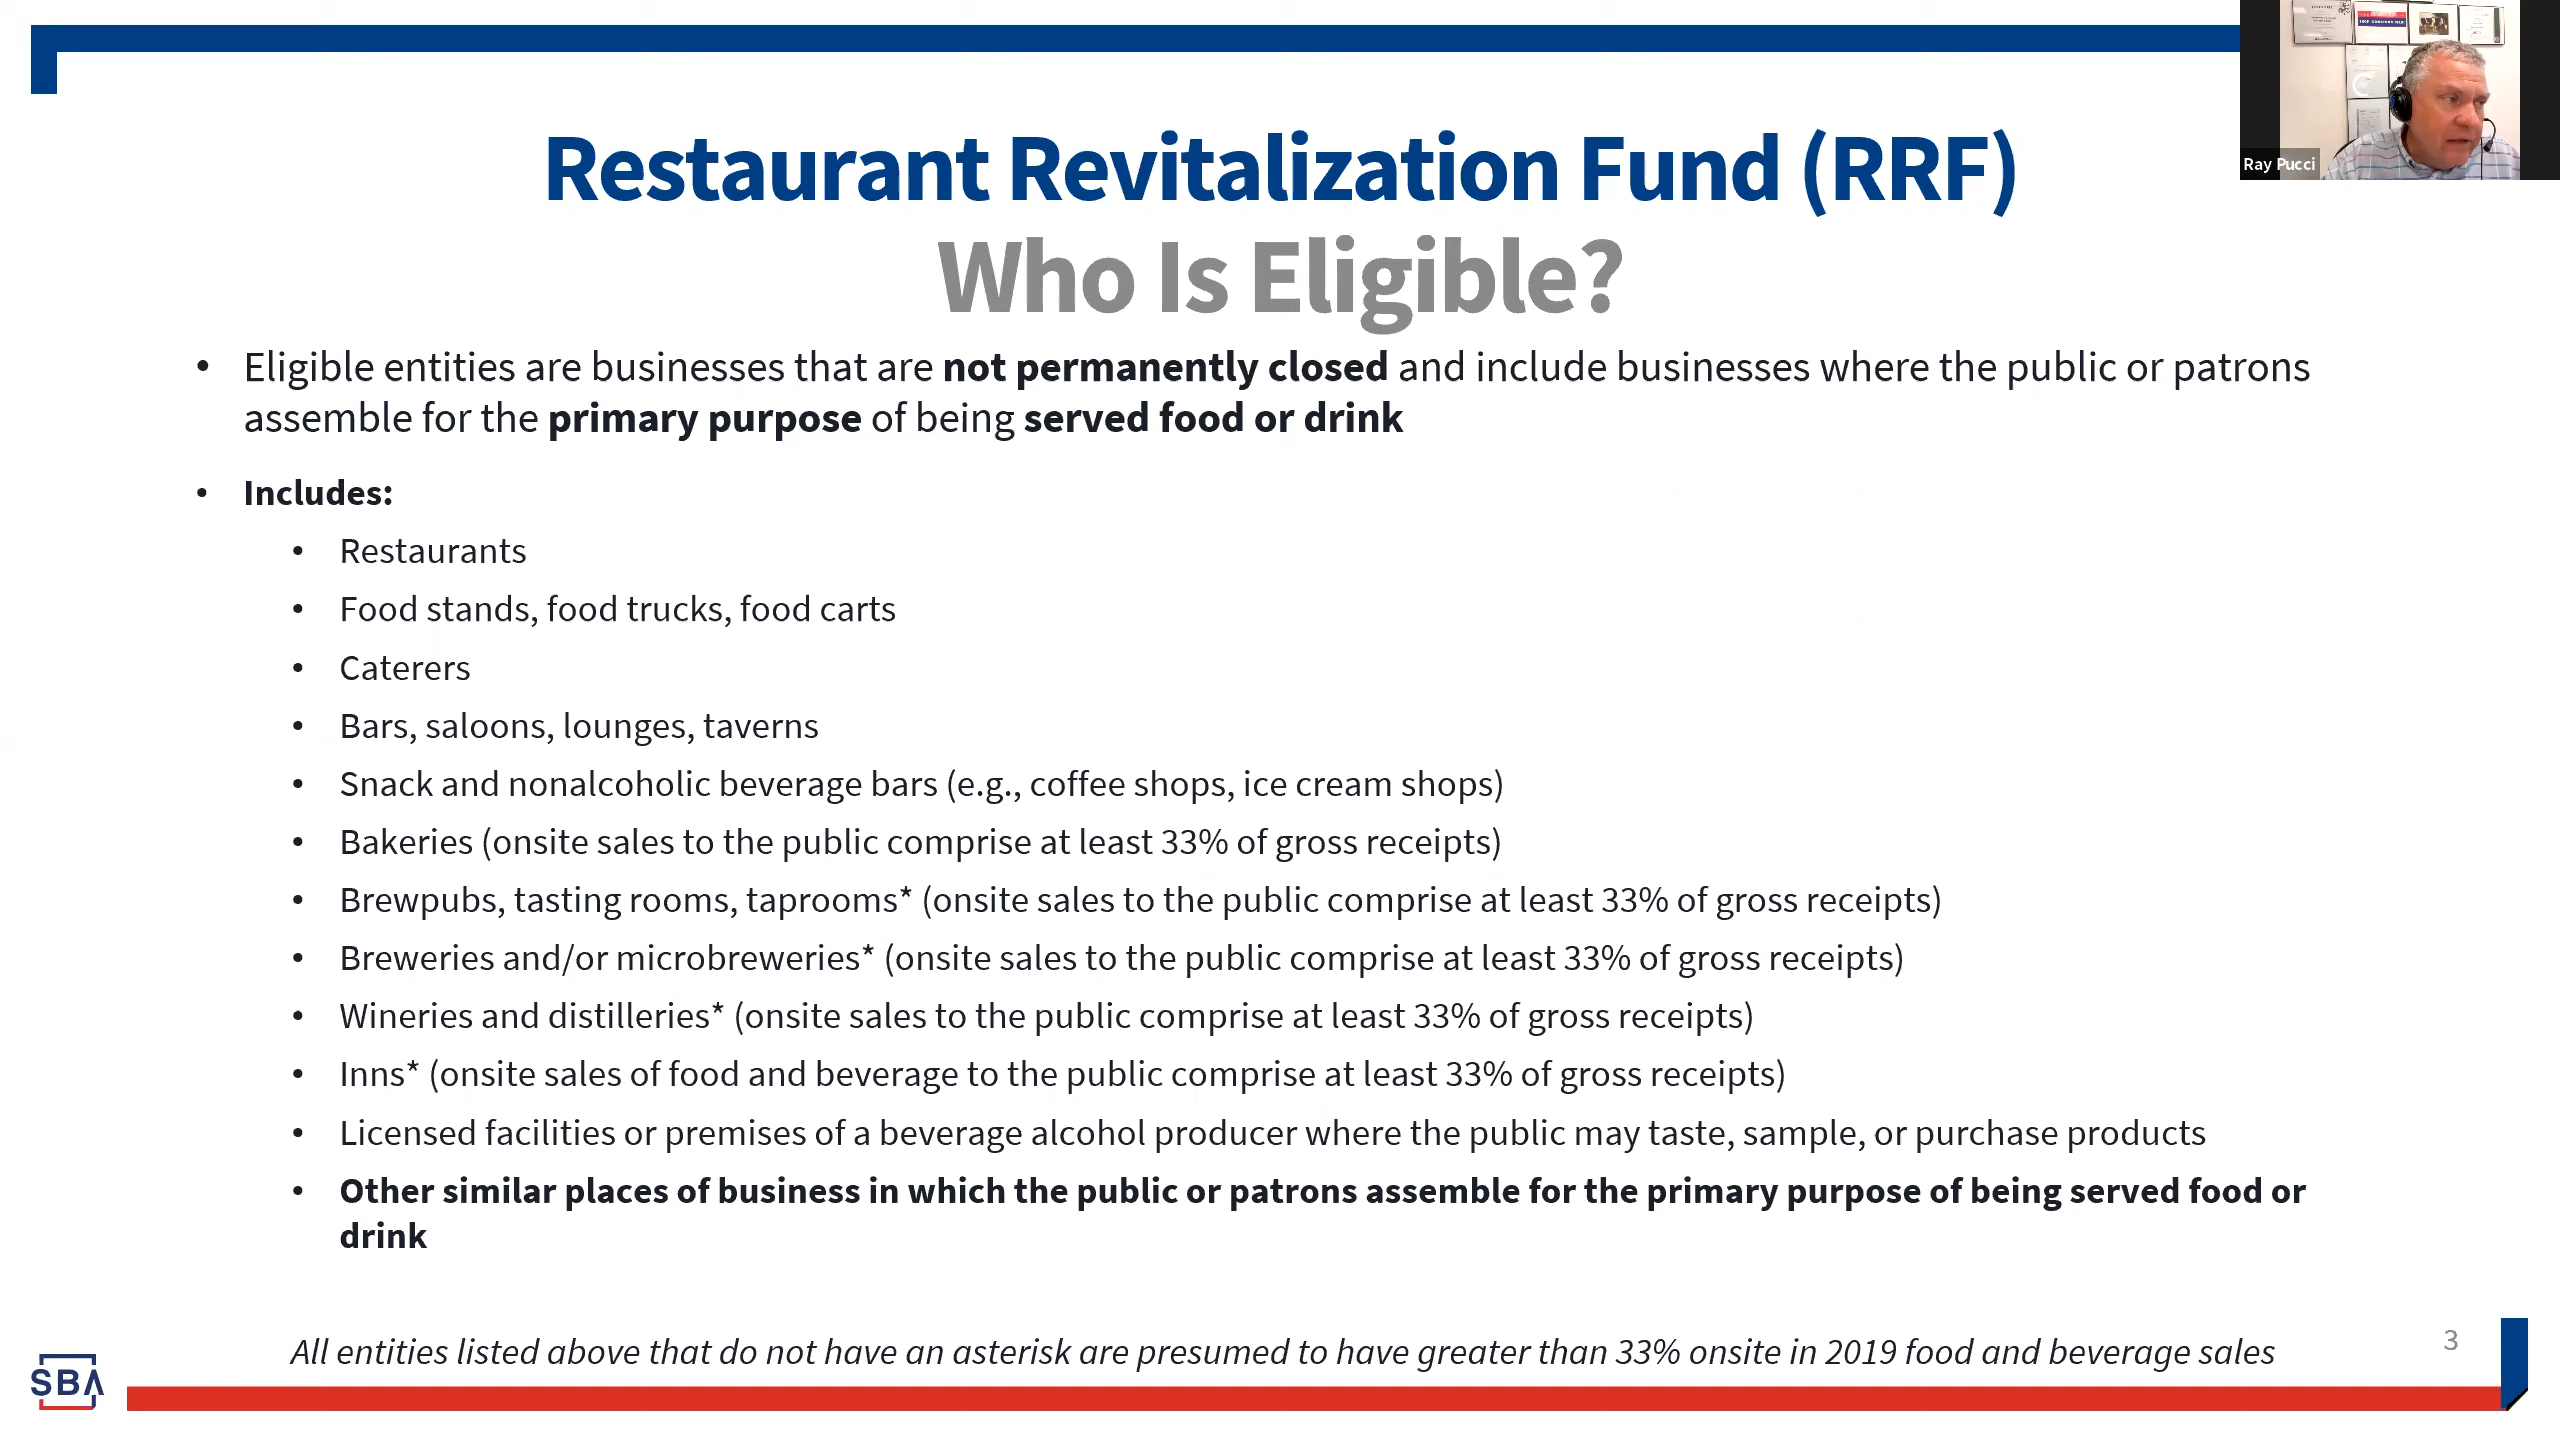 Restaurant Revitalization Fund (RRF)
Who Is Eligible?
Ray Pucci
• Eligible entities are businesses that are not permanently closed and include businesses where the public or patrons
assemble for the primary purpose of being served food or drink
• Includes:
• Restaurants
• Food stands, food trucks, food carts
• Caterers
• Bars, saloons, lounges, taverns
• Snack and nonalcoholic beverage bars (e.g., coffee shops, ice cream shops)
• Bakeries (onsite sales to the public comprise at least 33% of gross receipts)
• Brewpubs, tasting rooms, taprooms* (onsite sales to the public comprise at least 33% of gross receipts)
• Breweries and/or microbreweries* (onsite sales to the public comprise at least 33% of gross receipts)
• Wineries and distilleries* (onsite sales to the public comprise at least 33% of gross receipts)
• Inns* (onsite sales of food and beverage to the public comprise at least 33% of gross receipts)
• Licensed facilities or premises of a beverage alcohol producer where the public may taste, sample, or purchase products
• Other similar places of business in which the public or patrons assemble for the primary purpose of being served food or
drink
All entities listed above that do not have an asterisk are presumed to have greater than 33% onsite in 2019 food and beverage sales
3
SBA